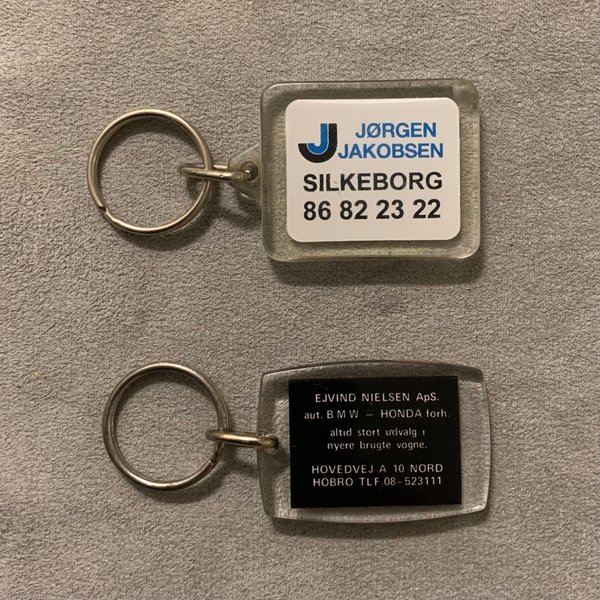 JJ JØRGEN
JAKOBSEN
SILKEBORG
86 82 23 22
EJVIND NIELSEN ApS.
aut. B M W – HONDA forh.
altid stort udvalg i
nyere brugte vogne.
HOVEDVEJ A 10 NORD
HOBRO TLF. 08–523111